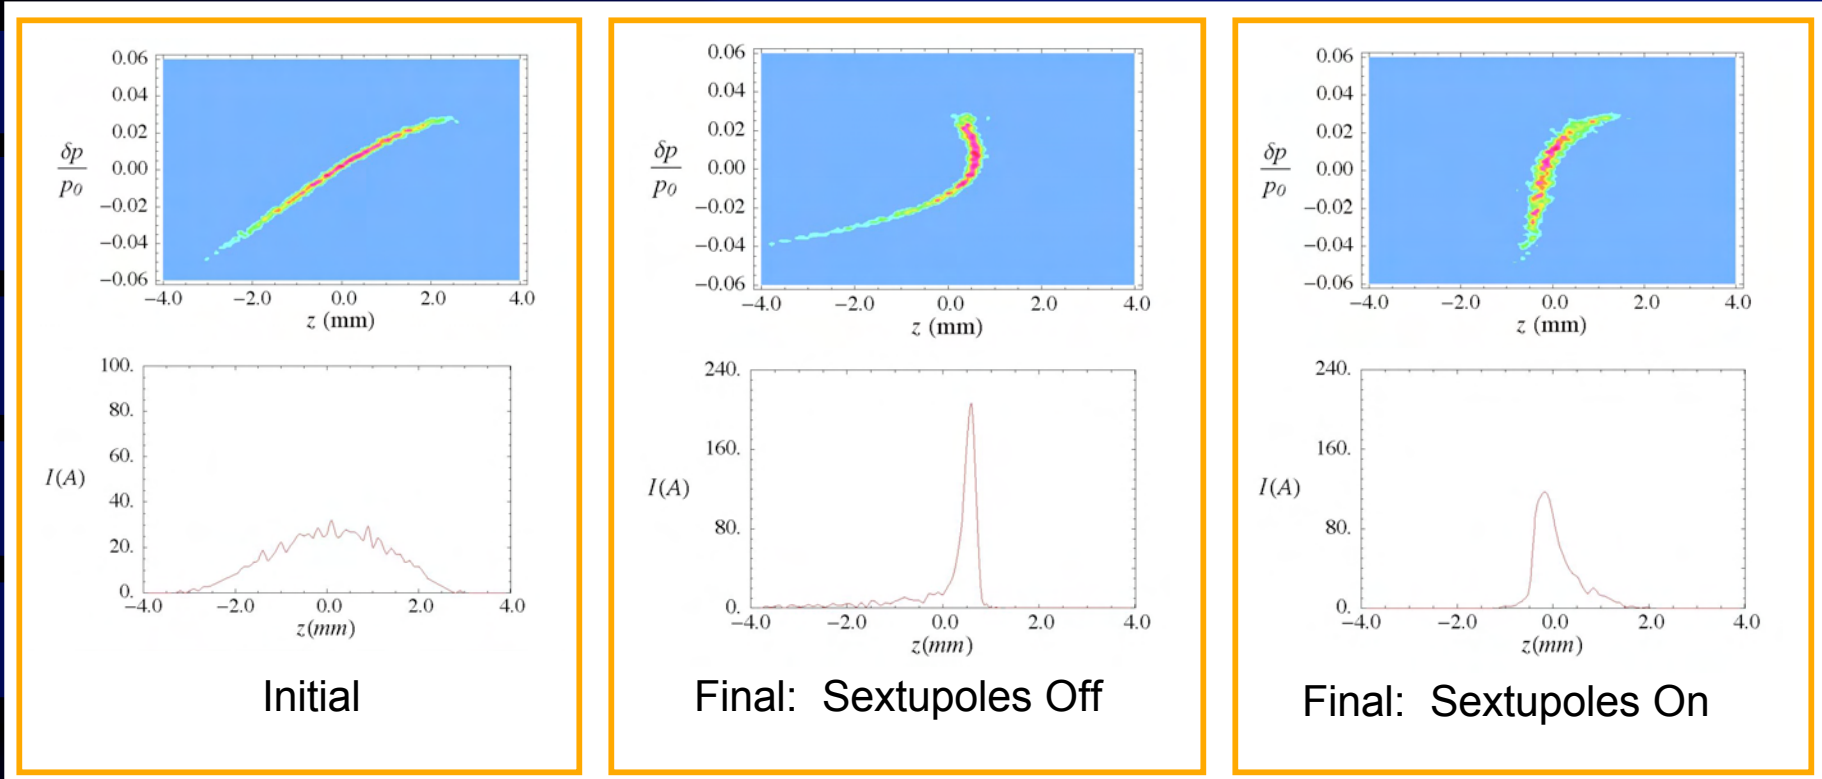 0.06
0.04
0.02
0.00
−0.02
−0.04
−0.06
δp
p0
−4.0 −2.0 0.0 2.0 4.0
z (mm)
100.
80.
60.
40.
20.
0.
I(A)
−4.0 −2.0 0.0 2.0 4.0
z(mm)
Initial
0.06
0.04
0.02
0.00
−0.02
−0.04
−0.06
δp
p0
−4.0 −2.0 0.0 2.0 4.0
z (mm)
240.
160.
80.
0.
I(A)
−4.0 −2.0 0.0 2.0 4.0
z(mm)
Final: Sextupoles Off
0.06
0.04
0.02
0.00
−0.02
−0.04
−0.06
δp
p0
−4.0 −2.0 0.0 2.0 4.0
z (mm)
240.
160.
80.
0.
I(A)
−4.0 −2.0 0.0 2.0 4.0
z(mm)
Final: Sextupoles On